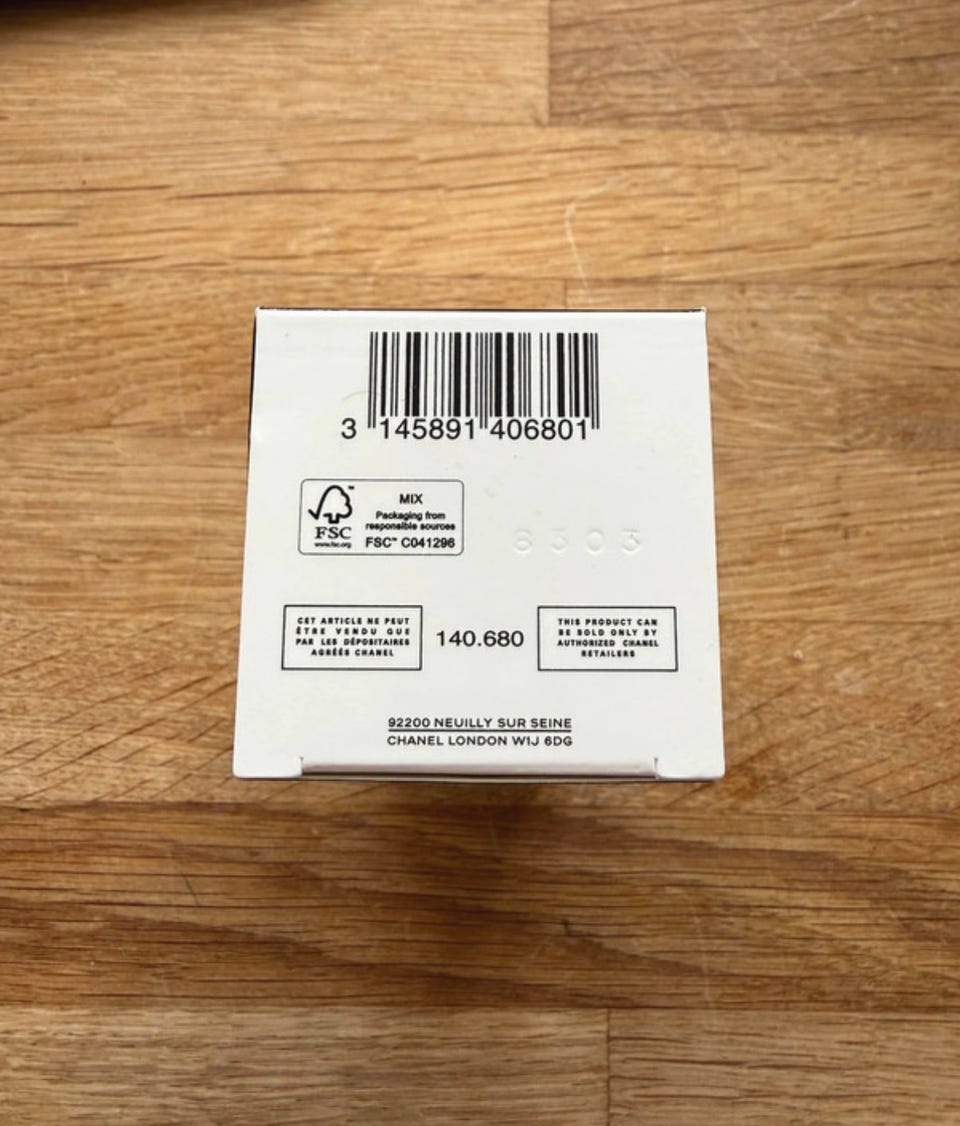 3 145891 406801
FSC
www.fsc.org
MIX
Packaging from
responsible sources
FSC™ C041296
8303
CET ARTICLE NE PEUT
ÊTRE VENDU QUE
PAR LES DÉPOSITAIRES
AGRÉÉS CHANEL
140.680
THIS PRODUCT CAN
BE SOLD ONLY BY
AUTHORIZED CHANEL
RETAILERS
92200 NEUILLY SUR SEINE
CHANEL LONDON W1J 6DG